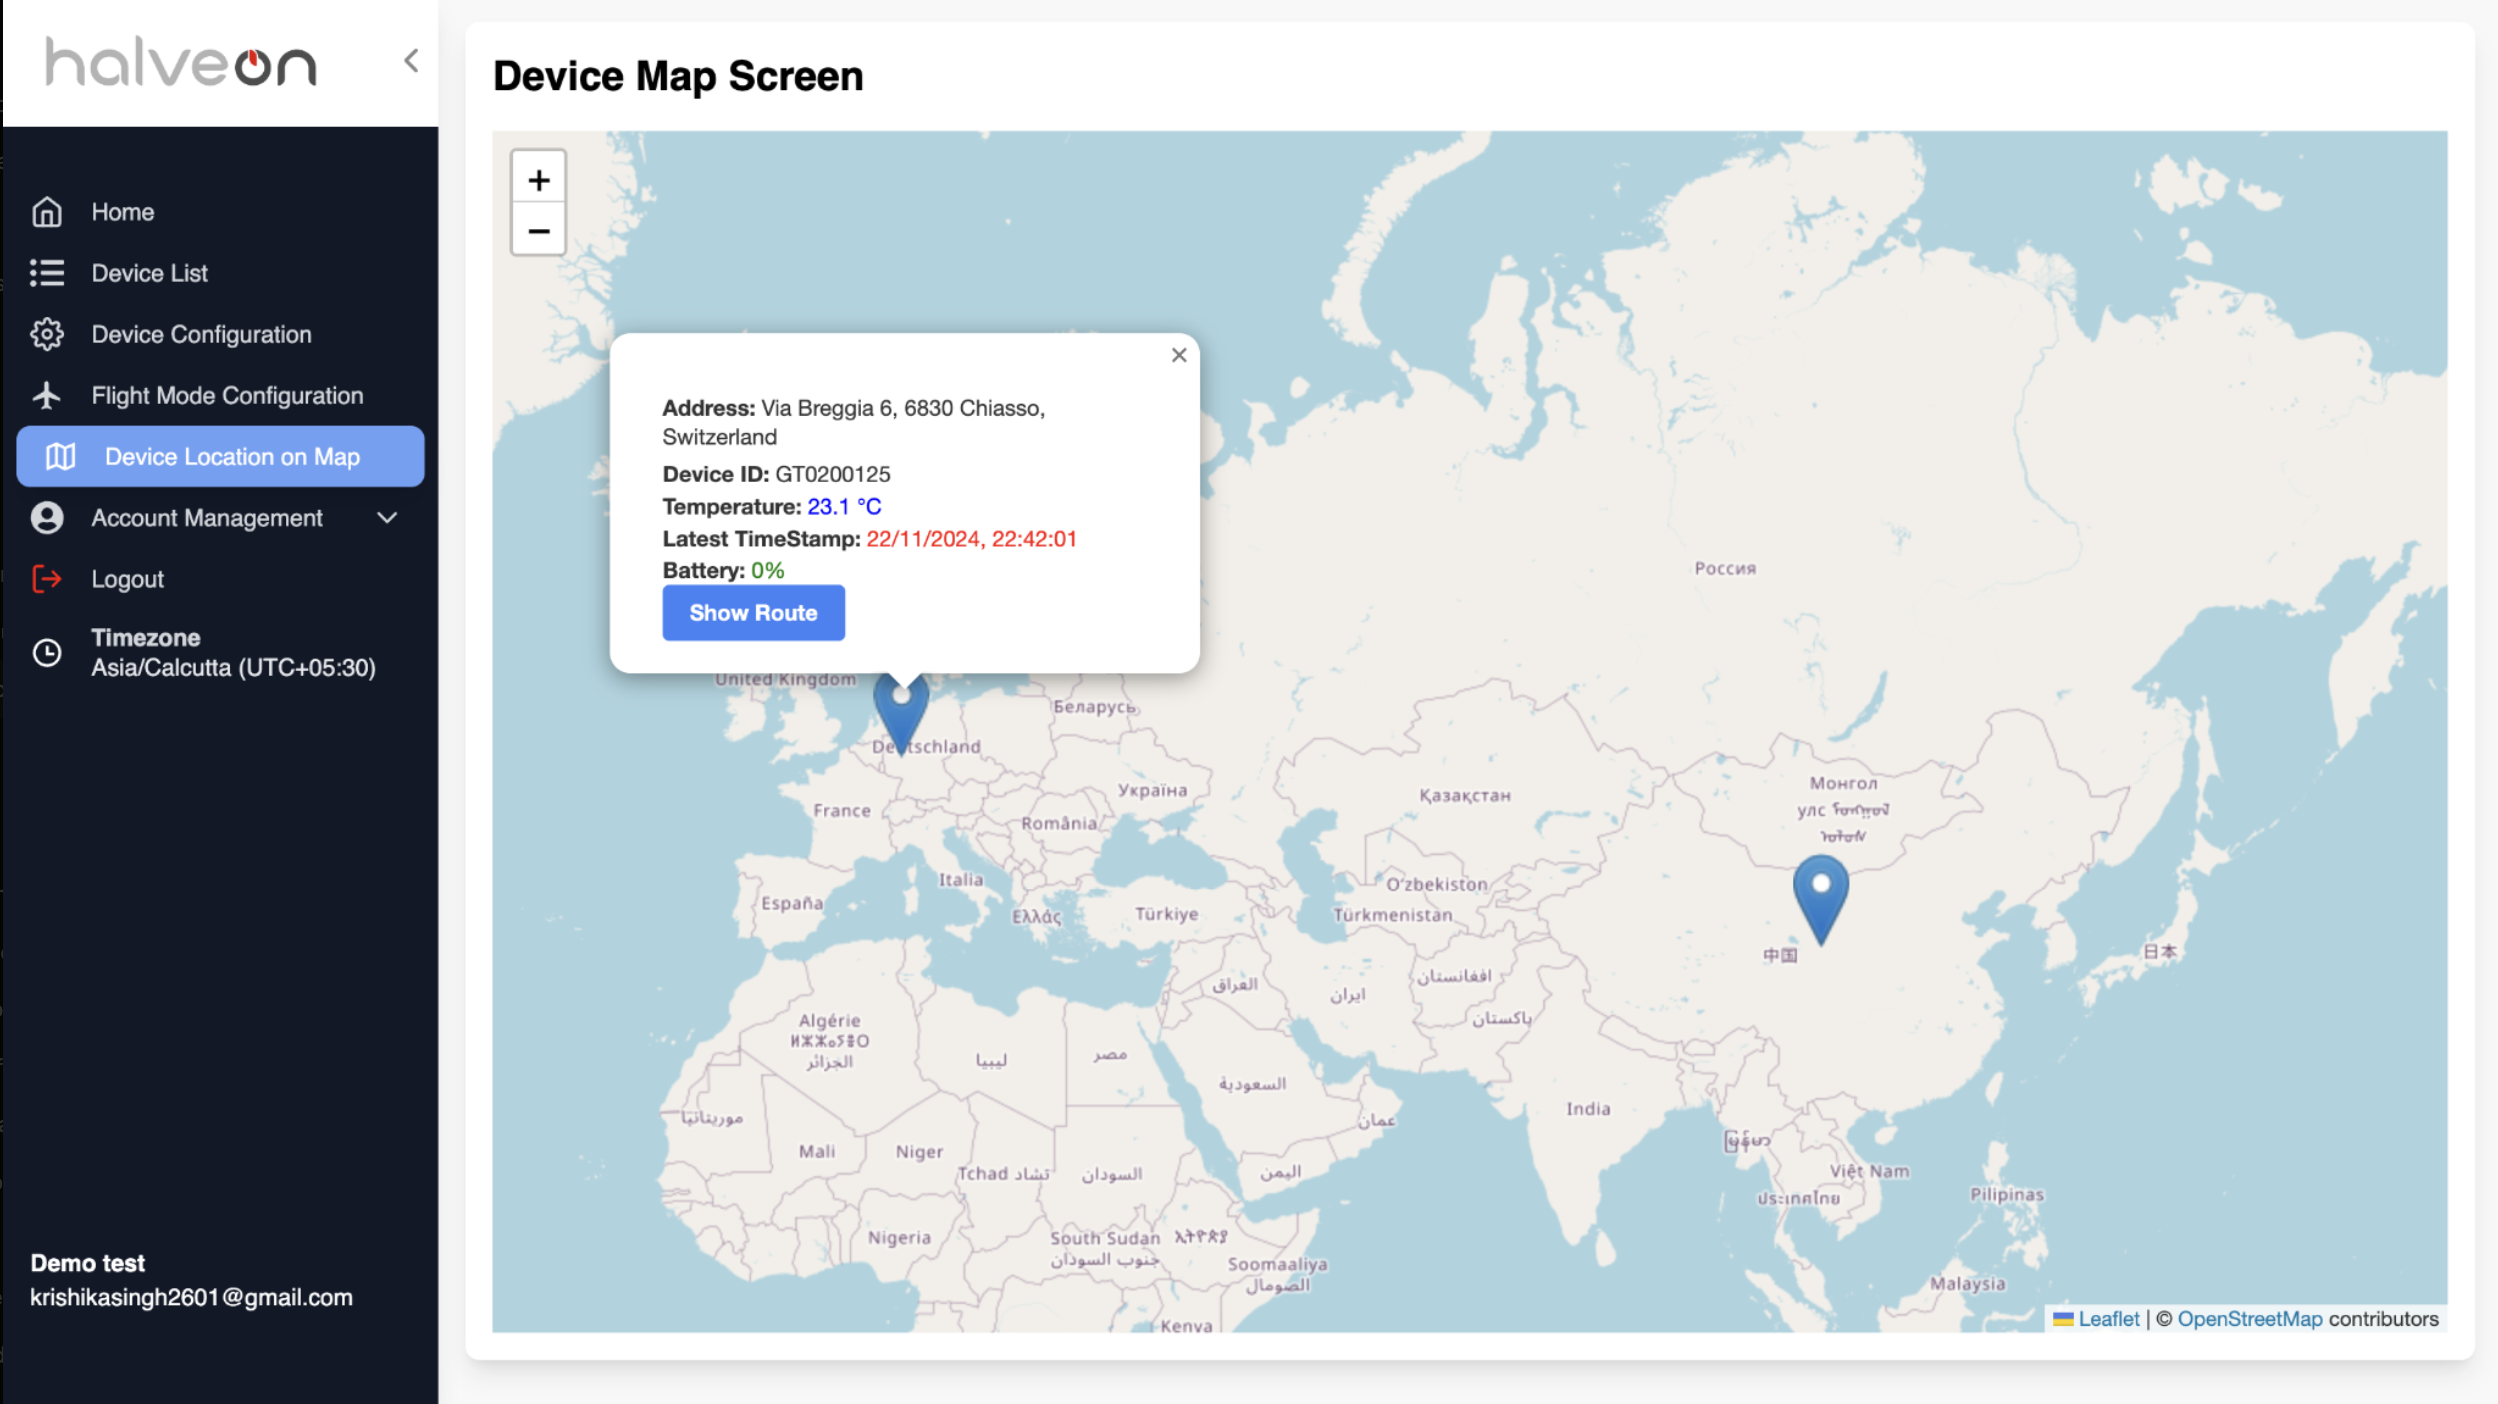 halveon
Home
Device List
Device Configuration
Flight Mode Configuration
Device Location on Map
Account Management
Logout
Timezone
Asia/Calcutta (UTC+05:30)
Demo test
krishikasingh2601@gmail.com
Device Map Screen
+
−
Address: Via Breggia 6, 6830 Chiasso,
Switzerland
Device ID: GT0200125
Temperature: 23.1 °C
Latest TimeStamp: 22/11/2024, 22:42:01
Battery: 0%
Show Route
Россия
United Kingdom
Беларусь
Deutschland
Україна
Қазақстан
Монгол
улс
France
România
Italia
O'zbekiston
España
Ελλάς
Türkiye
Türkmenistan
中国
日本
العراق
ایران
افغانستان
پاکستان
Algérie
ⵍⵣⵣⴰⵢⴻⵔ
الجزائر
ليبيا
مصر
السعودية
عمان
India
موريتانيا
Mali
Niger
Tchad تشاد
السودان
اليمن
မြန်မာ
Việt Nam
ประเทศไทย
Pilipinas
Nigeria
South Sudan
جنوب السودان
ኢትዮጵያ
Soomaaliya
الصومال
Malaysia
Kenya
Leaflet | © OpenStreetMap contributors